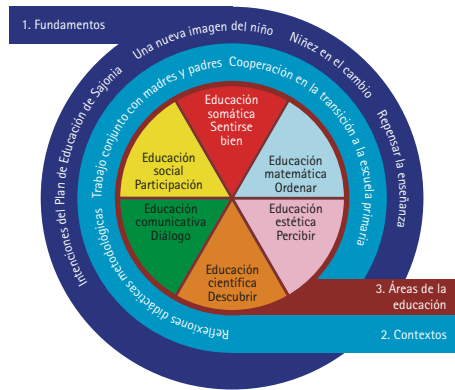 1. Fundamentos
Intenciones del Plan de Educación de Sajonia
Una nueva imagen del niño
Niñez en el cambio
Repensar la enseñanza
Reflexiones didácticas metodológicas
Trabajo conjunto con madres y padres
Cooperación en la transición a la escuela primaria
Educación
somática
Sentirse
bien
Educación
social
Participación
Educación
matemática
Ordenar
Educación
comunicativa
Diálogo
Educación
estética
Percibir
Educación
científica
Descubrir
3. Áreas de la
educación
2. Contextos